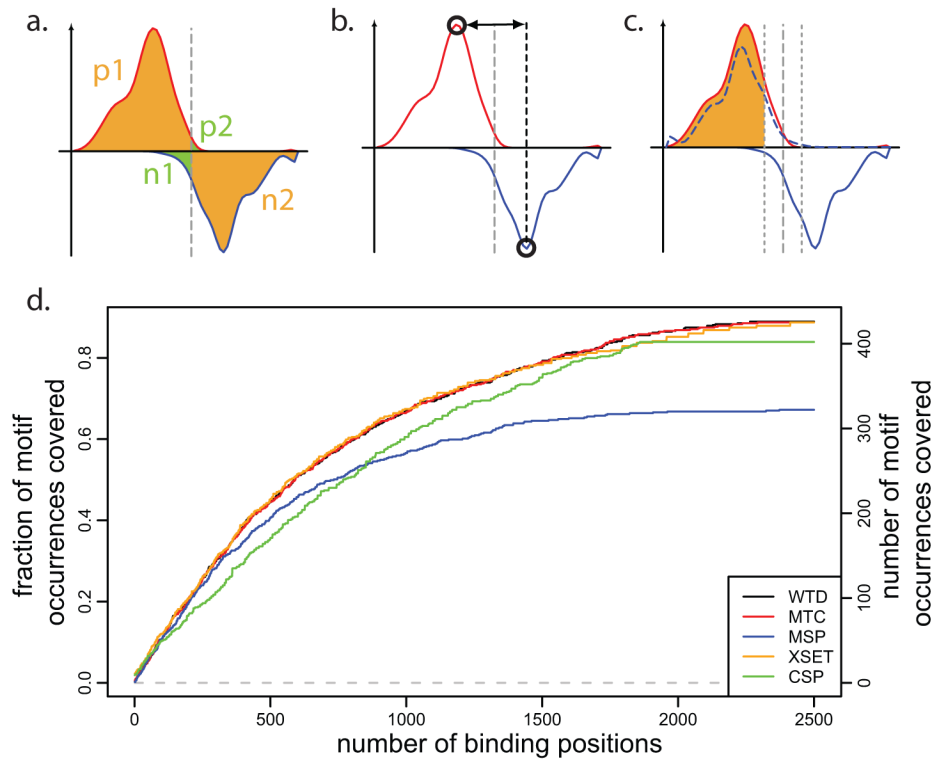 a.
p1
p2
n1
n2
b.
c.
d.
fraction of motif
occurrences covered
0.0
0.2
0.4
0.6
0.8
0
100
200
300
400
number of motif
occurrences covered
WTD
MTC
MSP
XSET
CSP
0
500
1000
1500
2000
2500
number of binding positions